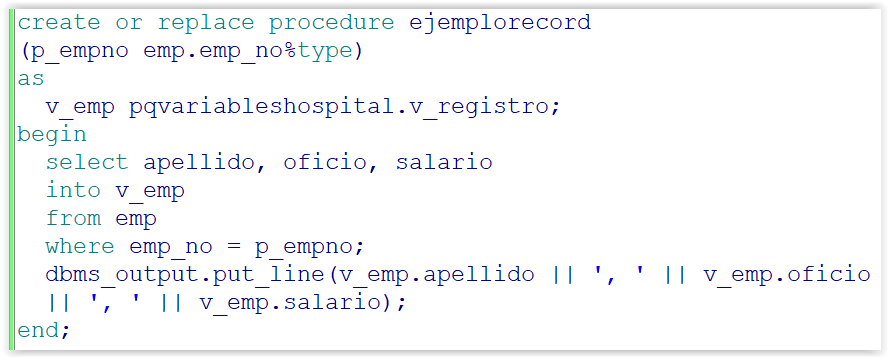 create or replace procedure ejemplorecord
(p_empno emp.emp_no%type)
as
  v_emp pqvariableshospital.v_registro;
begin
  select apellido, oficio, salario
  into v_emp
  from emp
  where emp_no = p_empno;
  dbms_output.put_line(v_emp.apellido || ', ' || v_emp.oficio
  || ', ' || v_emp.salario);
end;